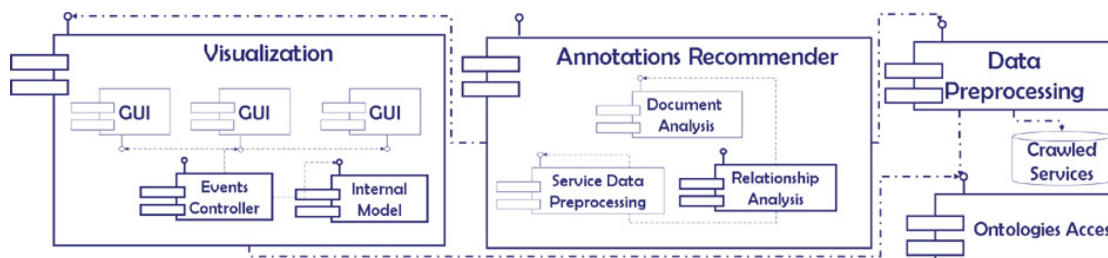 Visualization
GUI
GUI
GUI
Events
Controller
Internal
Model
Annotations Recommender
Document
Analysis
Service Data
Preprocessing
Relationship
Analysis
Data
Preprocessing
Crawled
Services
Ontologies Acces